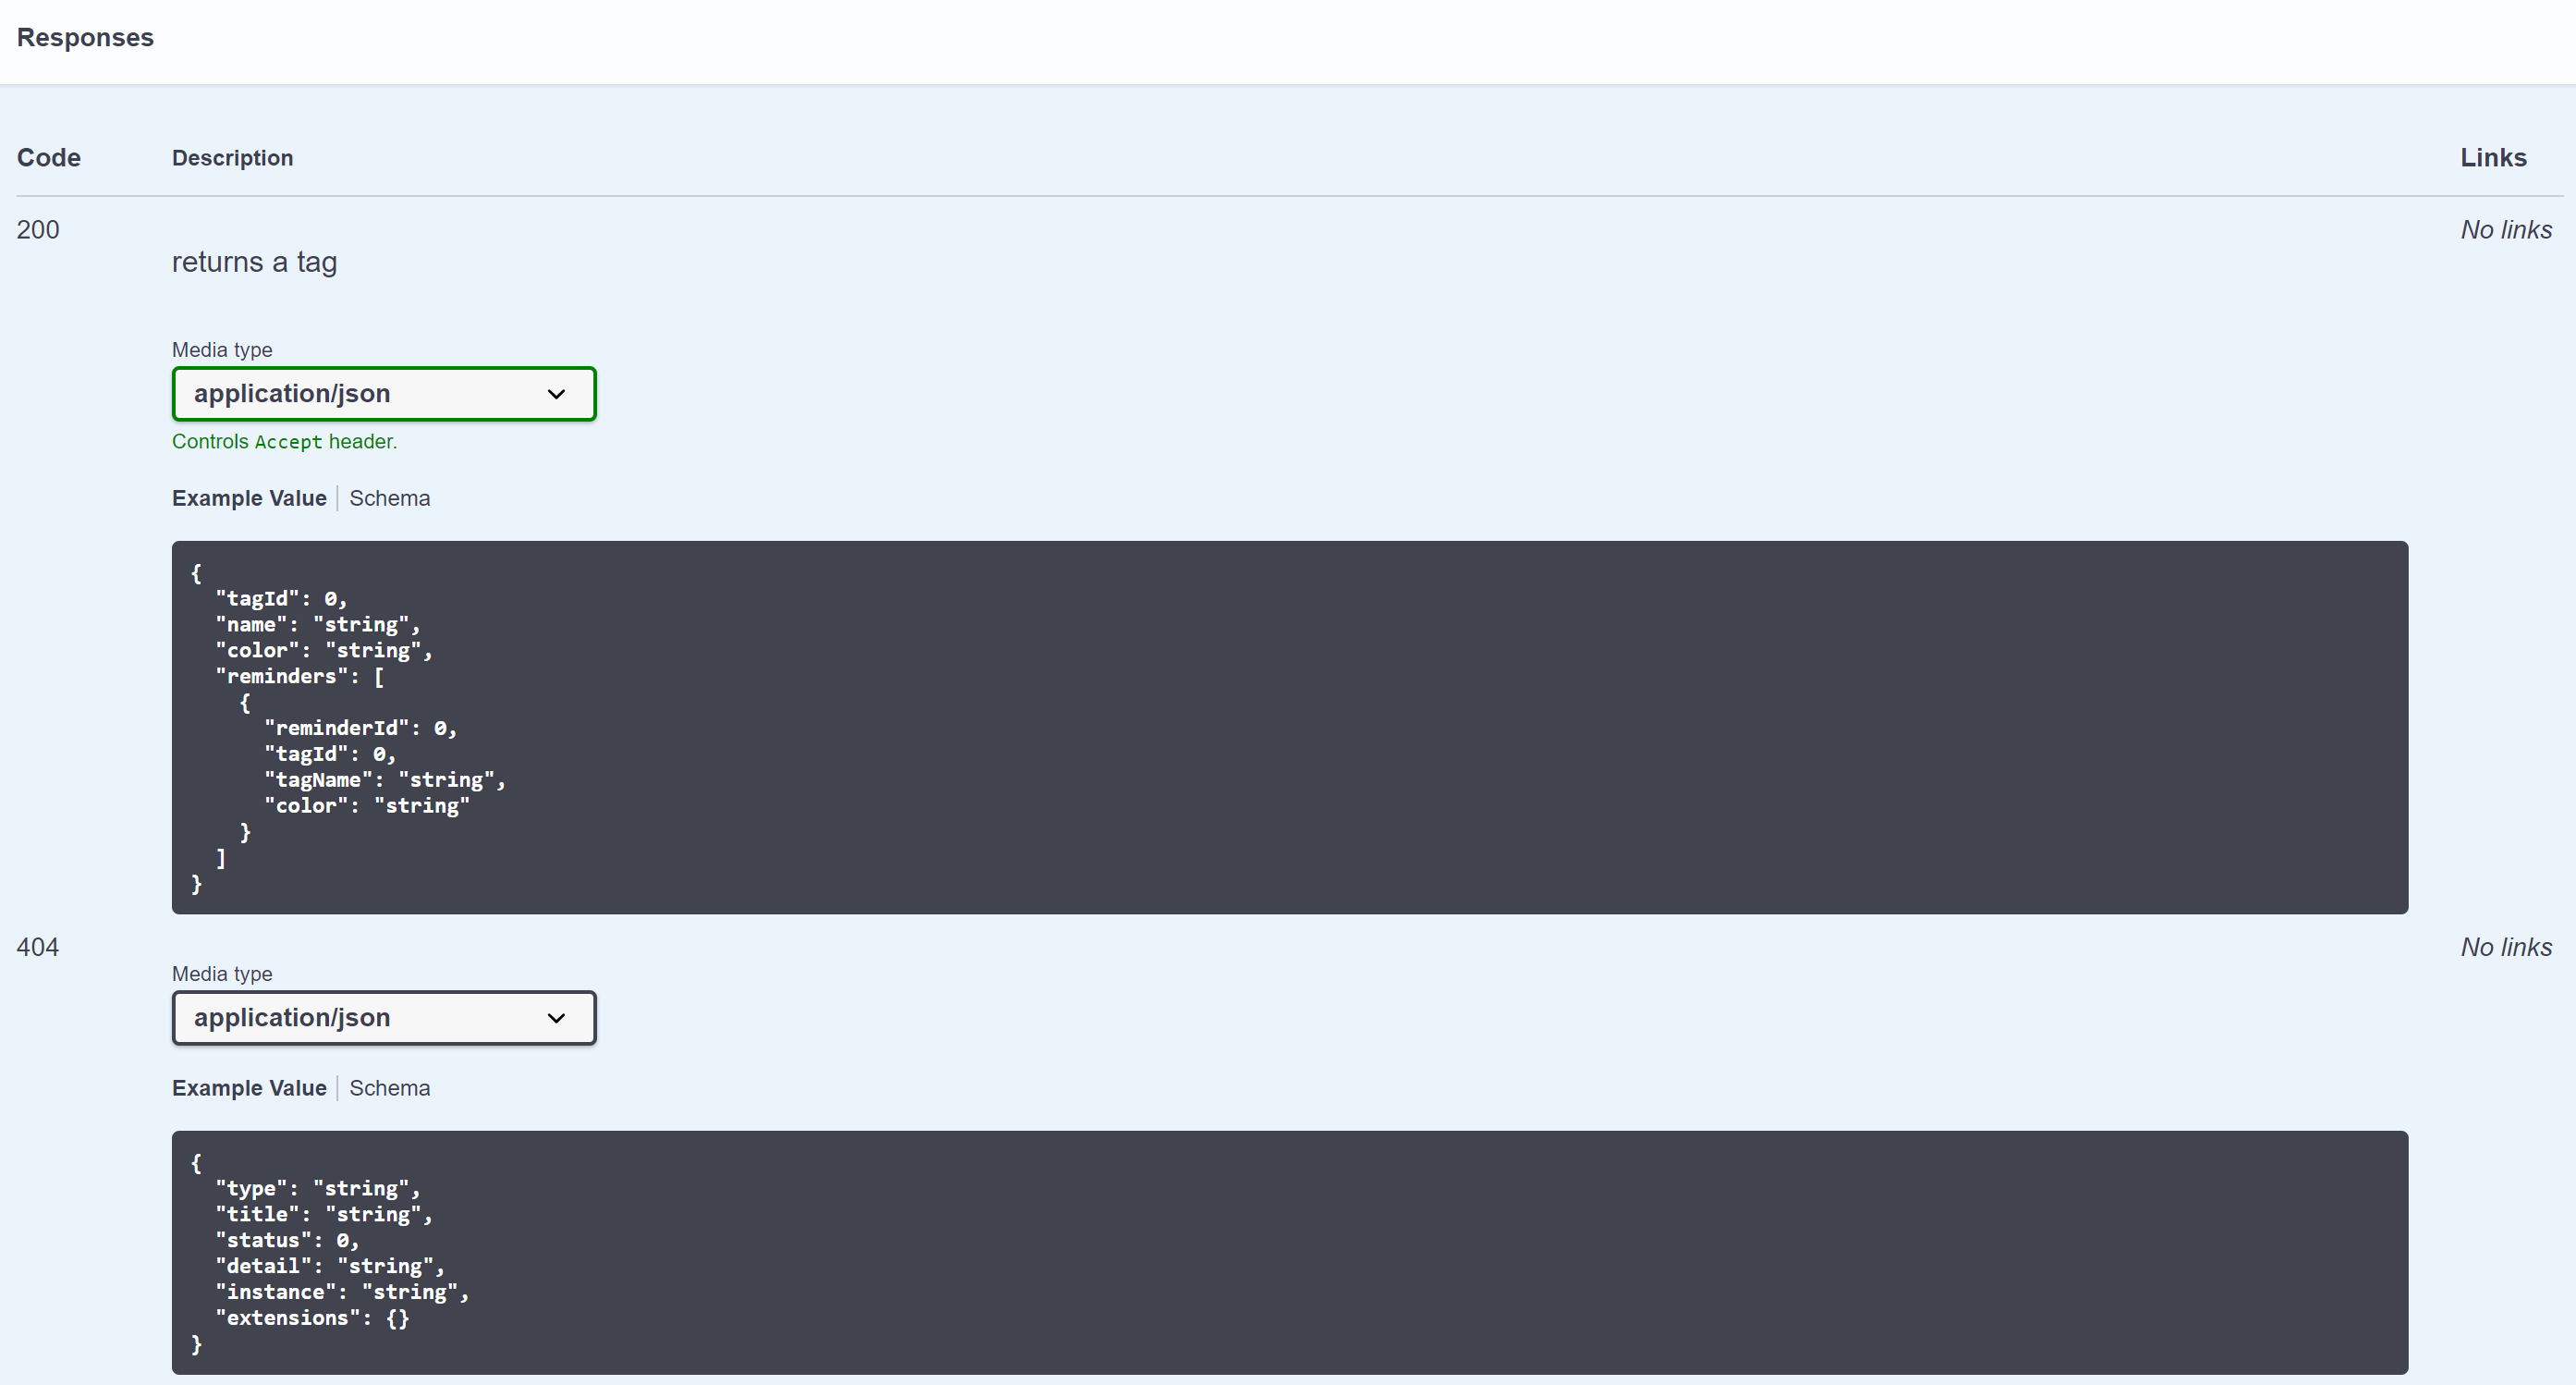 Responses
Code Description Links
200 No links
returns a tag
Media type
application/json
Controls Accept header.
Example Value Schema
{
  "tagId": 0,
  "name": "string",
  "color": "string",
  "reminders": [
    {
      "reminderId": 0,
      "tagId": 0,
      "tagName": "string",
      "color": "string"
    }
  ]
}
404 No links
Media type
application/json
Example Value Schema
{
  "type": "string",
  "title": "string",
  "status": 0,
  "detail": "string",
  "instance": "string",
  "extensions": {}
}